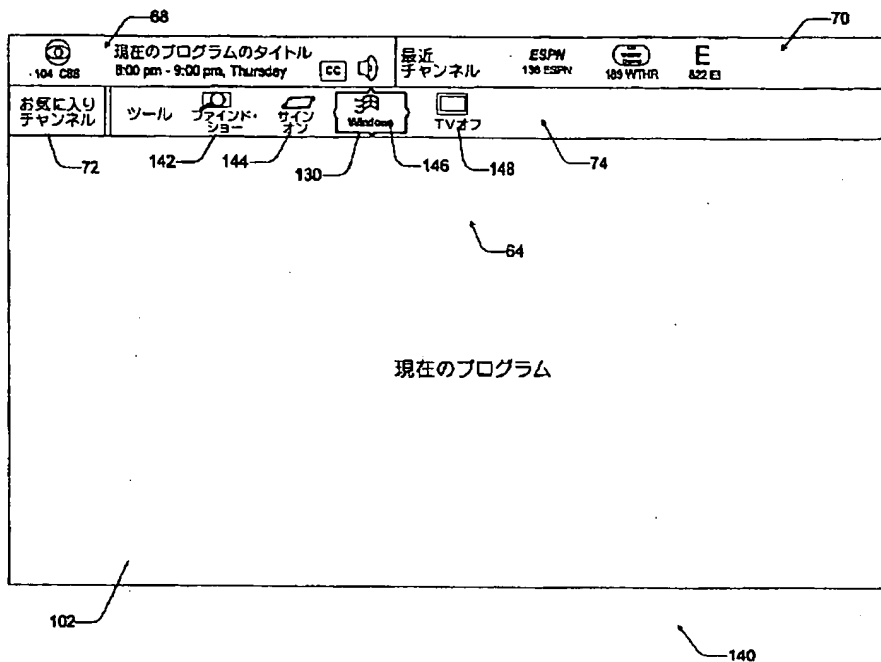 68
70
104 CBS
現在のプログラムのタイトル
8:00 pm - 9:00 pm, Thursday
CC
最近
チャンネル
ESPN
136 ESPN
189 WTHR
E
822 E
お気に入り
チャンネル
ツール
ファインド・
ショー
サイン
オン
Windows
TVオフ
72
142
144
130
146
148
74
64
現在のプログラム
102
140